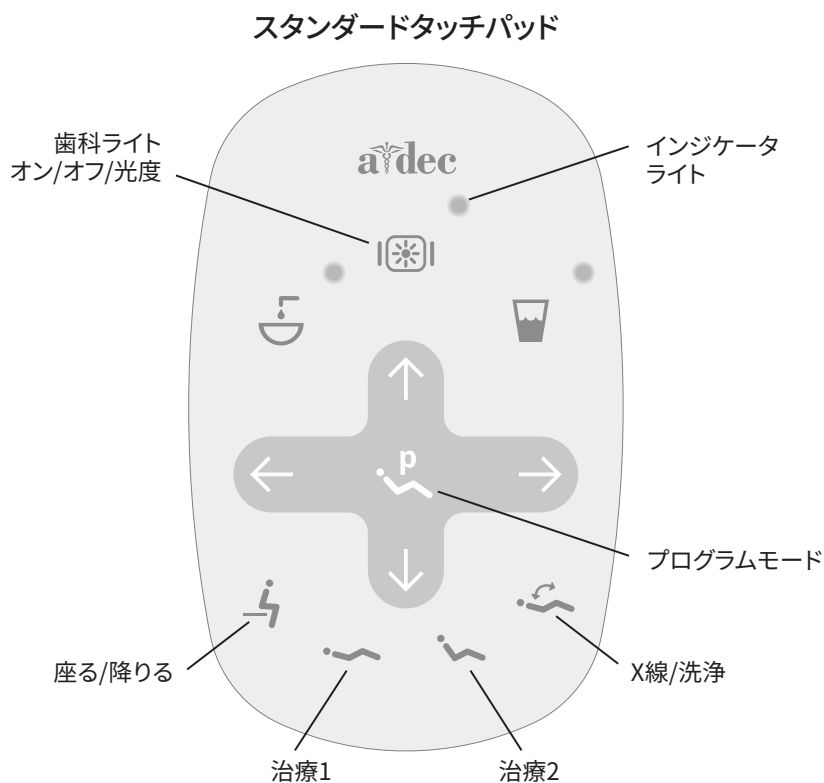 スタンダードタッチパッド
歯科ライト
オン/オフ/光度
インジケータ
ライト
a dec
p
プログラムモード
座る/降りる
X線/洗浄
治療1
治療2